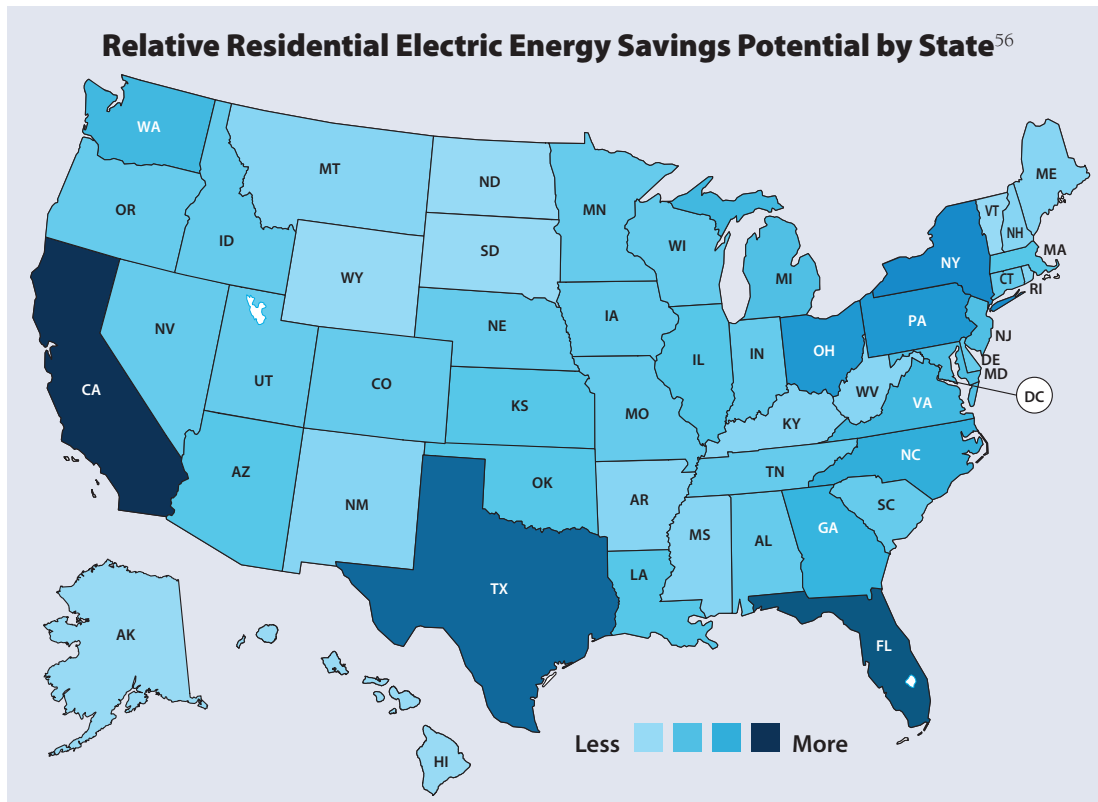 Relative Residential Electric Energy Savings Potential by State56
WA
MT
ND
MN
ME
OR
ID
SD
WI
VT
NH
WY
MI
NY
MA
CT
RI
NV
NE
IA
PA
NJ
UT
CO
IL
IN
OH
DE
MD
CA
KS
MO
WV
VA
DC
KY
AZ
OK
TN
NC
NM
AR
SC
MS
AL
GA
TX
LA
AK
FL
HI
Less
More